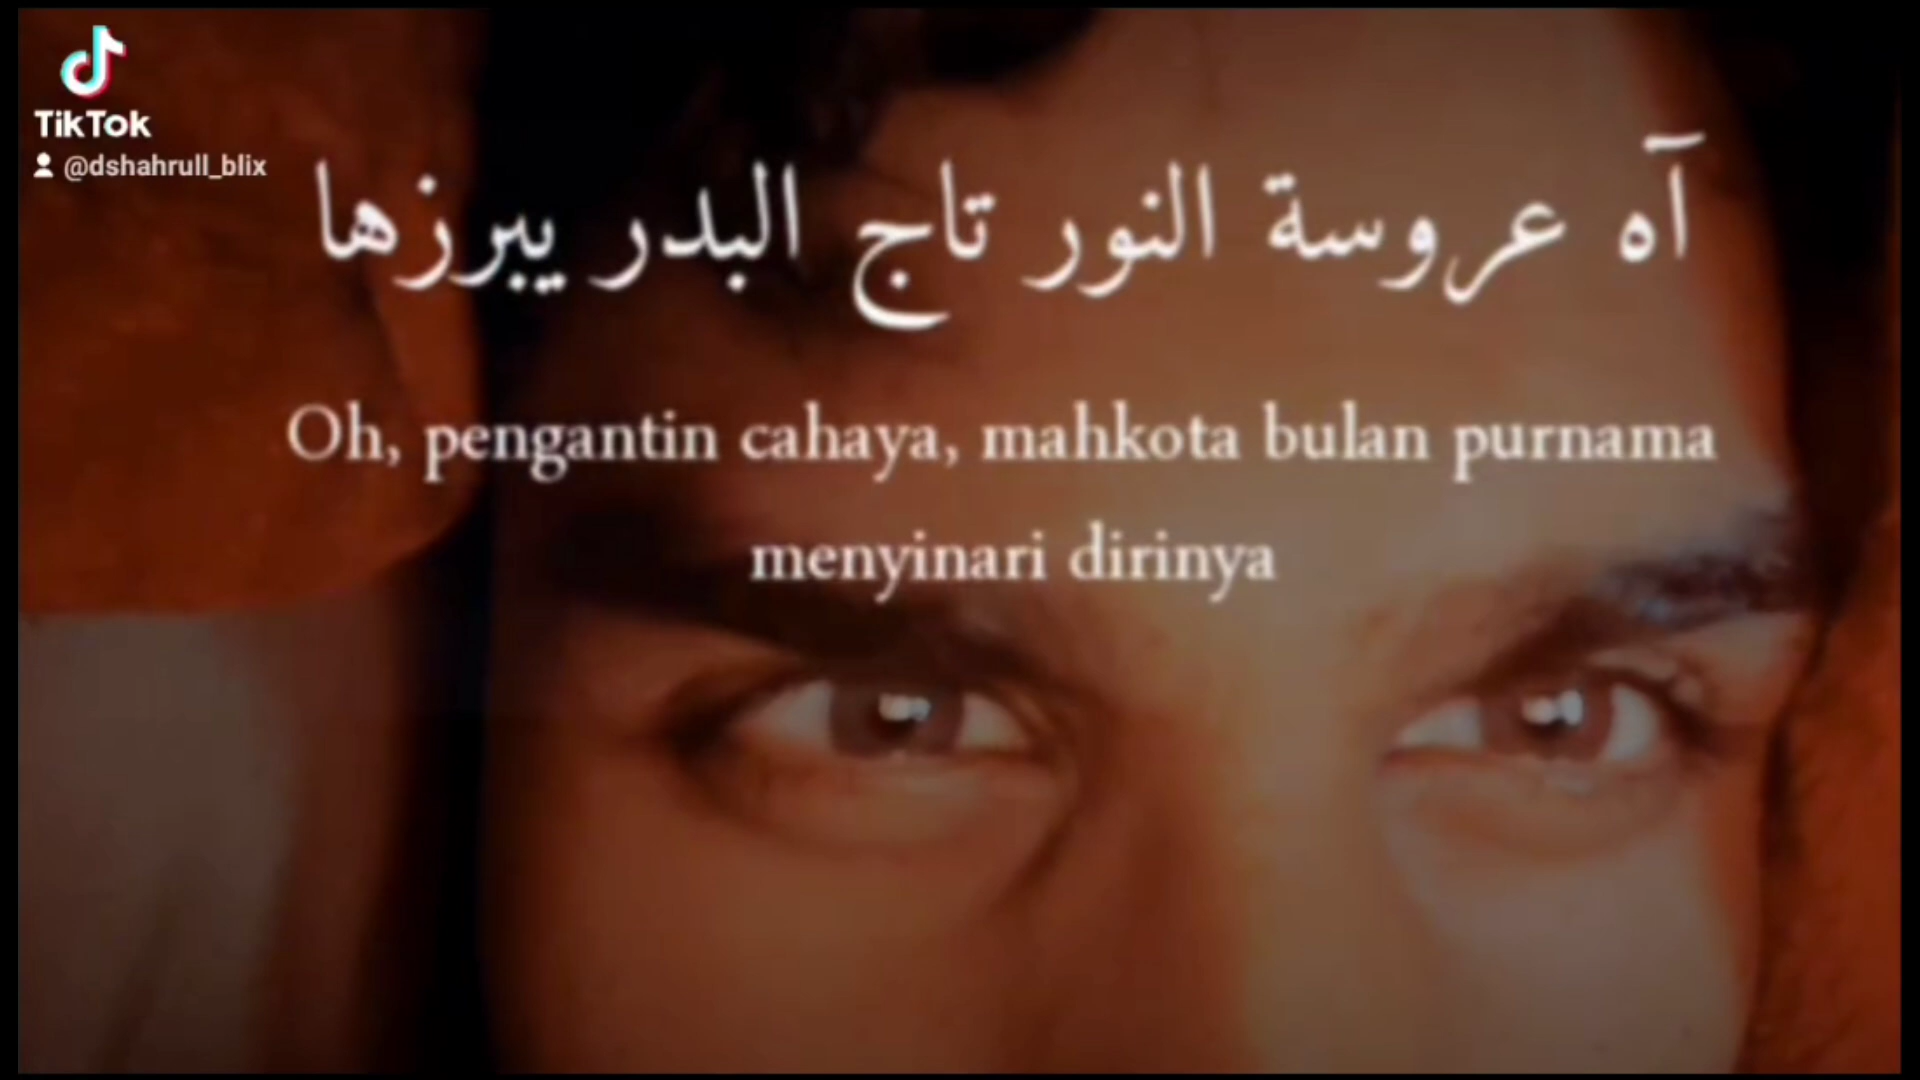 TikTok
@dshahrull_blix
آه عروسة النور تاج البدر يبرزها
Oh, pengantin cahaya, mahkota bulan purnama
menyinari dirinya